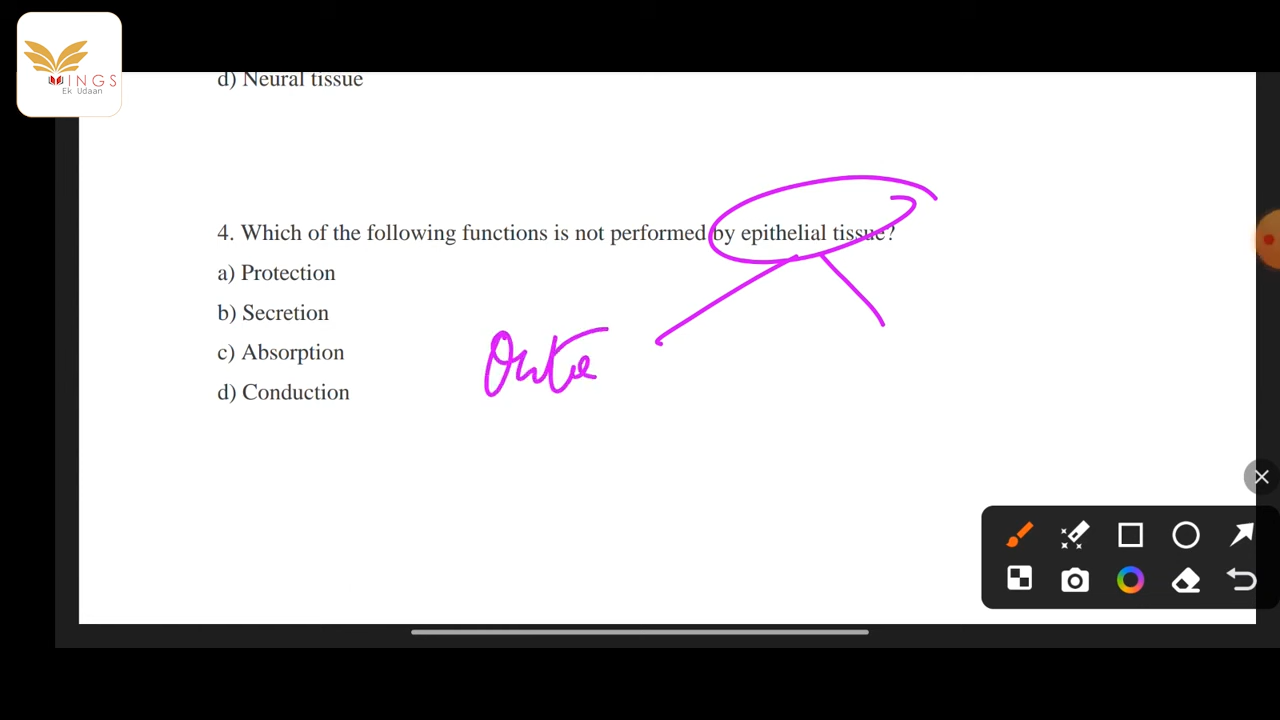 WINGS
Ek Udaan
d) Neural tissue
4. Which of the following functions is not performed by epithelial tissue?
a) Protection
b) Secretion
c) Absorption
d) Conduction
Oute